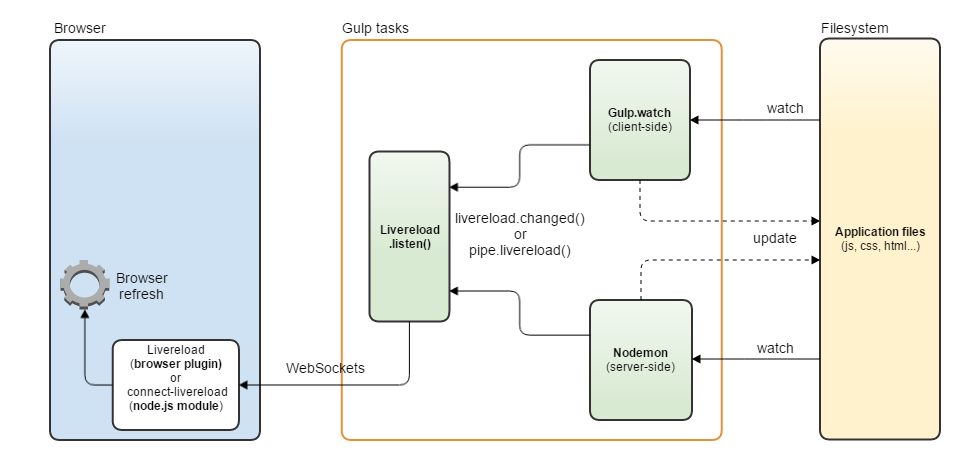 Browser
Gulp tasks
Filesystem
Gulp.watch
(client-side)
watch
Livereload
.listen()
livereload.changed()
or
pipe.livereload()
update
Application files
(js, css, html...)
Browser
refresh
Livereload
(browser plugin)
or
connect-livereload
(node.js module)
WebSockets
Nodemon
(server-side)
watch